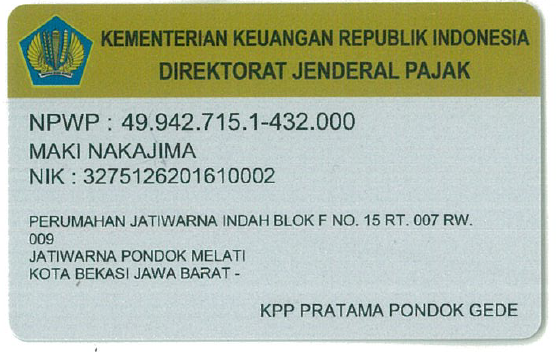 KEMENTERIAN KEUANGAN REPUBLIK INDONESIA
DIREKTORAT JENDERAL PAJAK
NPWP : 49.942.715.1-432.000
MAKI NAKAJIMA
NIK : 3275126201610002
PERUMAHAN JATIWARNA INDAH BLOK F NO. 15 RT. 007 RW.
009
JATIWARNA PONDOK MELATI
KOTA BEKASI JAWA BARAT -
KPP PRATAMA PONDOK GEDE